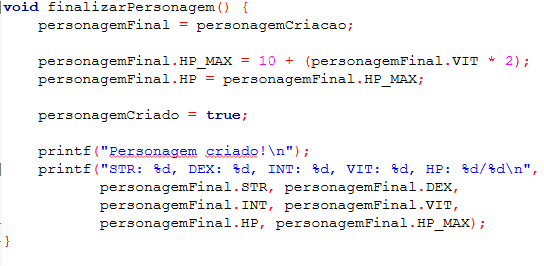 void finalizarPersonagem() {
personagemFinal = personagemCriacao;
personagemFinal.HP_MAX = 10 + (personagemFinal.VIT * 2);
personagemFinal.HP = personagemFinal.HP_MAX;
personagemCriado = true;
printf("Personagem criado!\n");
printf("STR: %d, DEX: %d, INT: %d, VIT: %d, HP: %d/%d\n",
personagemFinal.STR, personagemFinal.DEX,
personagemFinal.INT, personagemFinal.VIT,
personagemFinal.HP, personagemFinal.HP_MAX);
}